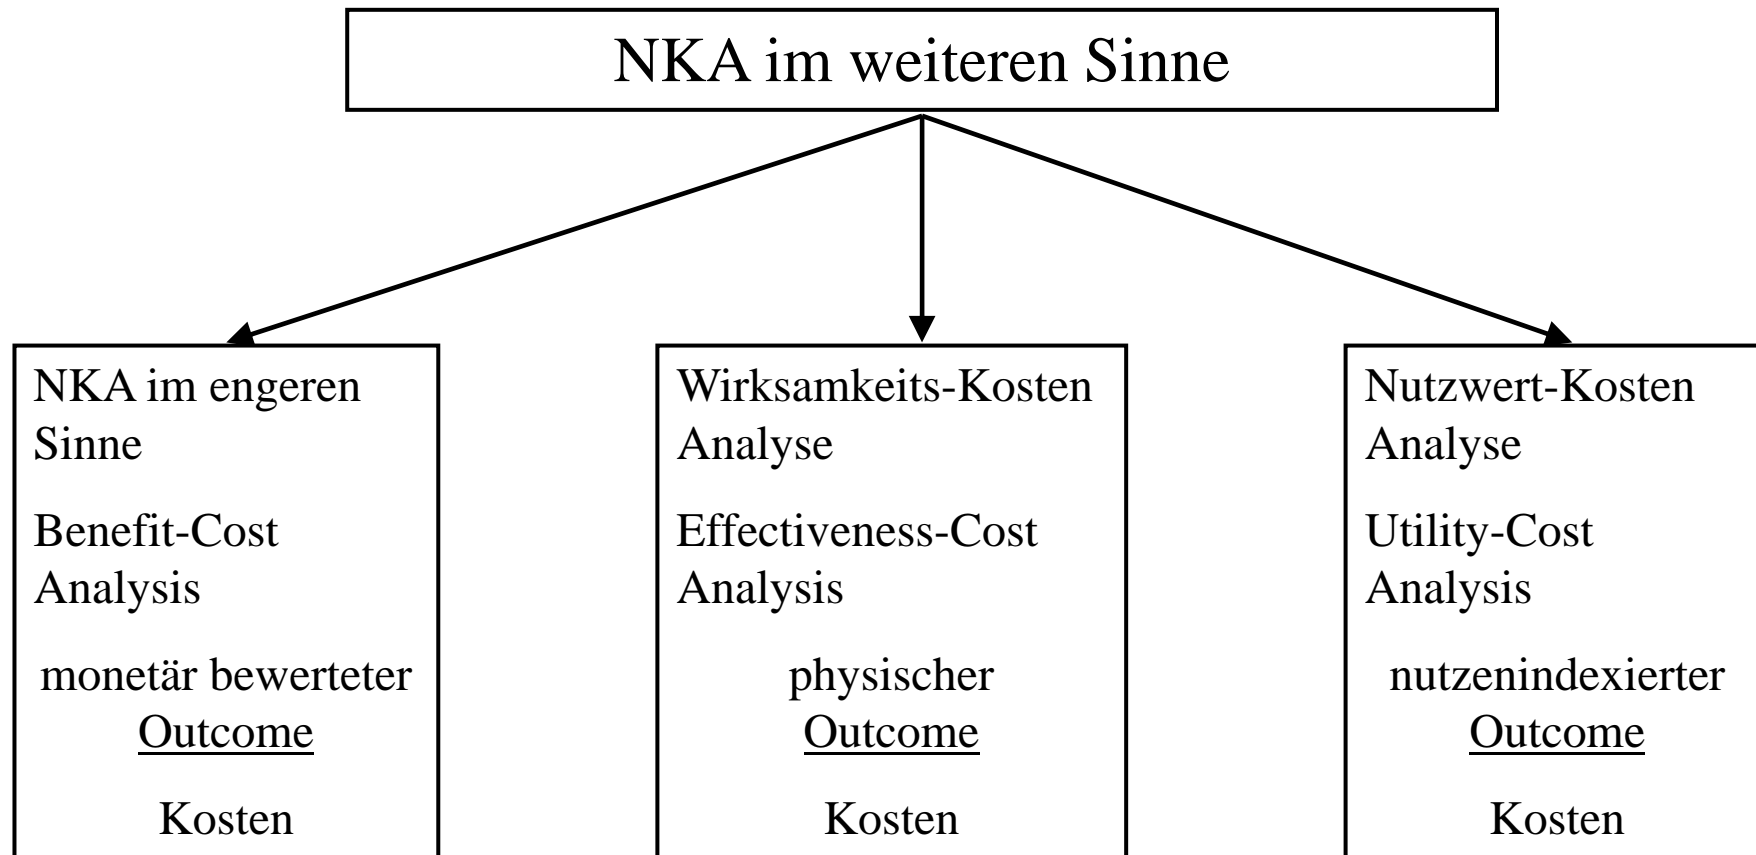 NKA im weiteren Sinne
NKA im engeren
Sinne
Benefit-Cost
Analysis
monetär bewerteter
Outcome
Kosten
Wirksamkeits-Kosten
Analyse
Effectiveness-Cost
Analysis
physischer
Outcome
Kosten
Nutzwert-Kosten
Analyse
Utility-Cost
Analysis
nutzenindexierter
Outcome
Kosten